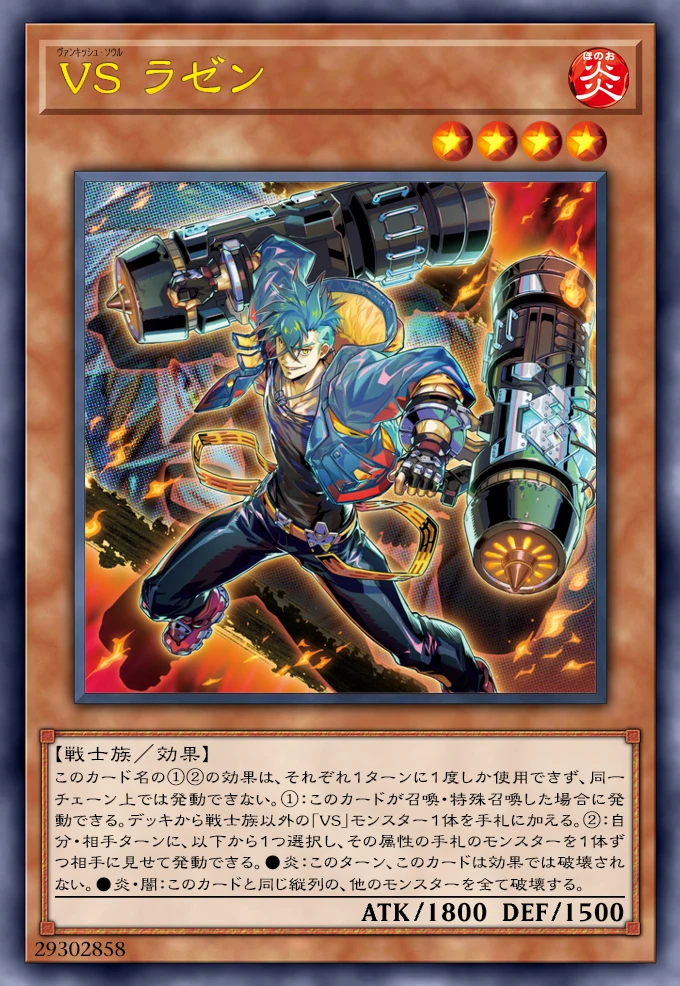 ヴァンキッシュ・ソウル
VS ラゼン
ほのお
炎
【戦士族／効果】
このカード名の①②の効果は、それぞれ1ターンに1度しか使用できず、同一
チェーン上では発動できない。①：このカードが召喚・特殊召喚した場合に発
動できる。デッキから戦士族以外の「VS」モンスター1体を手札に加える。②：自
分・相手ターンに、以下から1つ選択し、その属性の手札のモンスターを1体ず
つ相手に見せて発動できる。●炎：このターン、このカードは効果では破壊され
ない。●炎・闇：このカードと同じ縦列の、他のモンスターを全て破壊する。
ATK/1800 DEF/1500
29302858